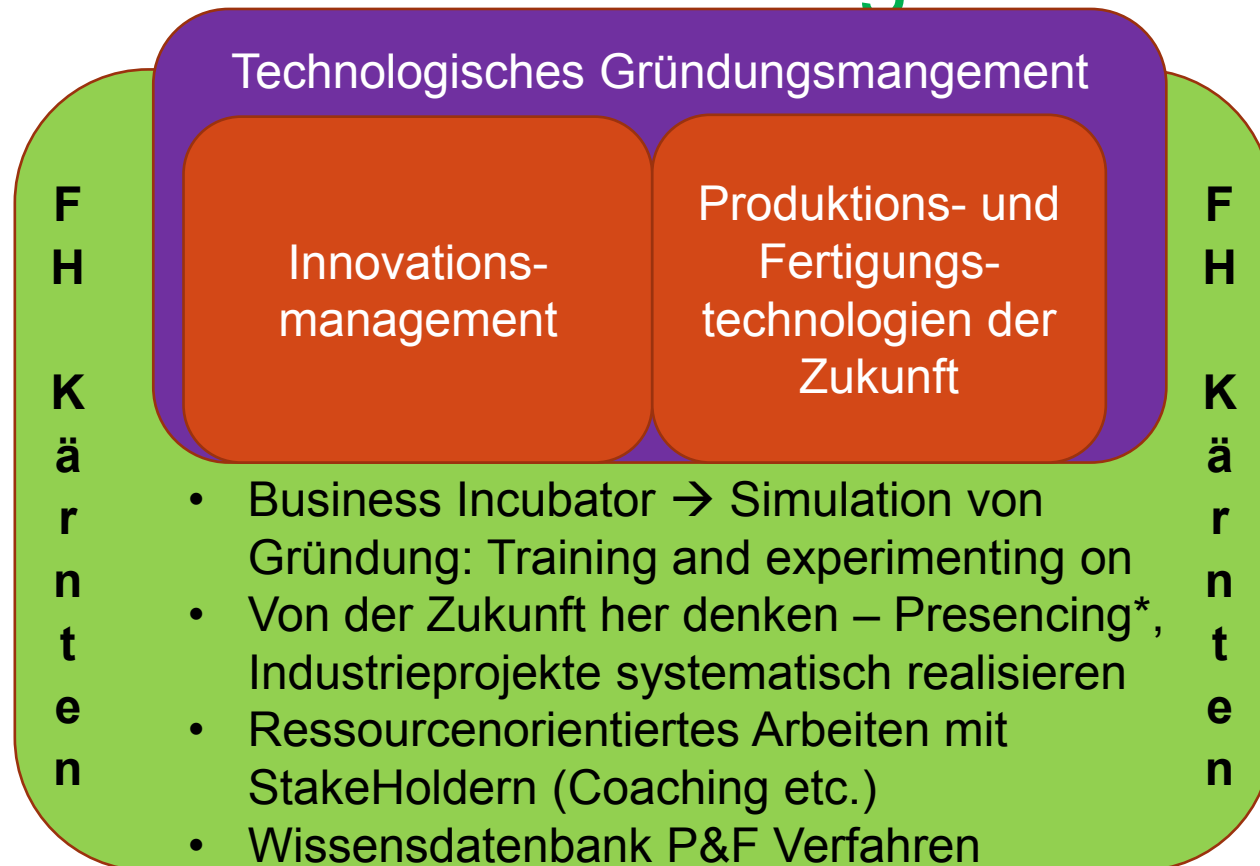 Technologisches Gründungsmangement
Innovations-
management
Produktions- und
Fertigungs-
technologien der
Zukunft
F
H
K
ä
r
n
t
e
n
F
H
K
ä
r
n
t
e
n
• Business Incubator → Simulation von
Gründung: Training and experimenting on
• Von der Zukunft her denken – Presencing*,
Industrieprojekte systematisch realisieren
• Ressourcenorientiertes Arbeiten mit
StakeHoldern (Coaching etc.)
• Wissensdatenbank P&F Verfahren